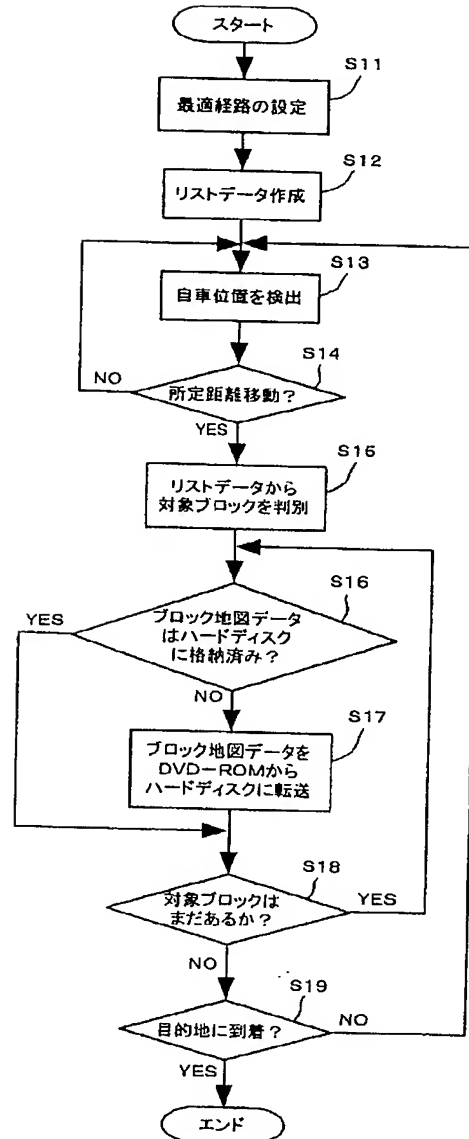 スタート
S11
最適経路の設定
S12
リストデータ作成
S13
自車位置を検出
S14
NO
所定距離移動?
YES
S15
リストデータから
対象ブロックを判別
S16
YES
ブロック地図データ
はハードディスク
に格納済み?
NO
S17
ブロック地図データを
DVD-ROMから
ハードディスクに転送
S18
対象ブロックは
まだあるか?
YES
NO
S19
目的地に到着?
NO
YES
エンド